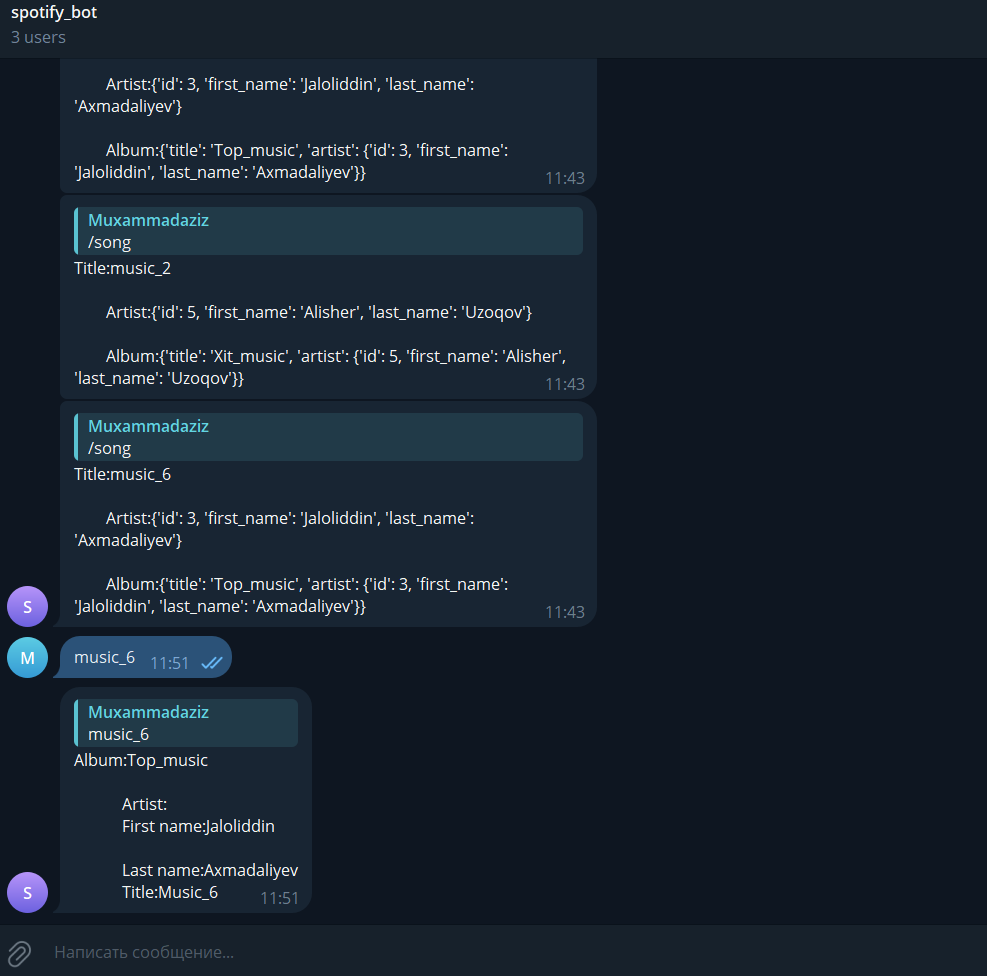 spotify_bot
3 users
Artist:{'id': 3, 'first_name': 'Jaloliddin', 'last_name':
'Axmadaliyev'}
Album:{'title': 'Top_music', 'artist': {'id': 3, 'first_name':
'Jaloliddin', 'last_name': 'Axmadaliyev'}}
11:43
Muxammadaziz
/song
Title:music_2
Artist:{'id': 5, 'first_name': 'Alisher', 'last_name': 'Uzoqov'}
Album:{'title': 'Xit_music', 'artist': {'id': 5, 'first_name': 'Alisher',
'last_name': 'Uzoqov'}}
11:43
Muxammadaziz
/song
Title:music_6
Artist:{'id': 3, 'first_name': 'Jaloliddin', 'last_name':
'Axmadaliyev'}
Album:{'title': 'Top_music', 'artist': {'id': 3, 'first_name':
'Jaloliddin', 'last_name': 'Axmadaliyev'}}
11:43
S
M
music_6 11:51
Muxammadaziz
music_6
Album:Top_music
Artist:
First name:Jaloliddin
Last name:Axmadaliyev
Title:Music_6
11:51
S
Написать сообщение...